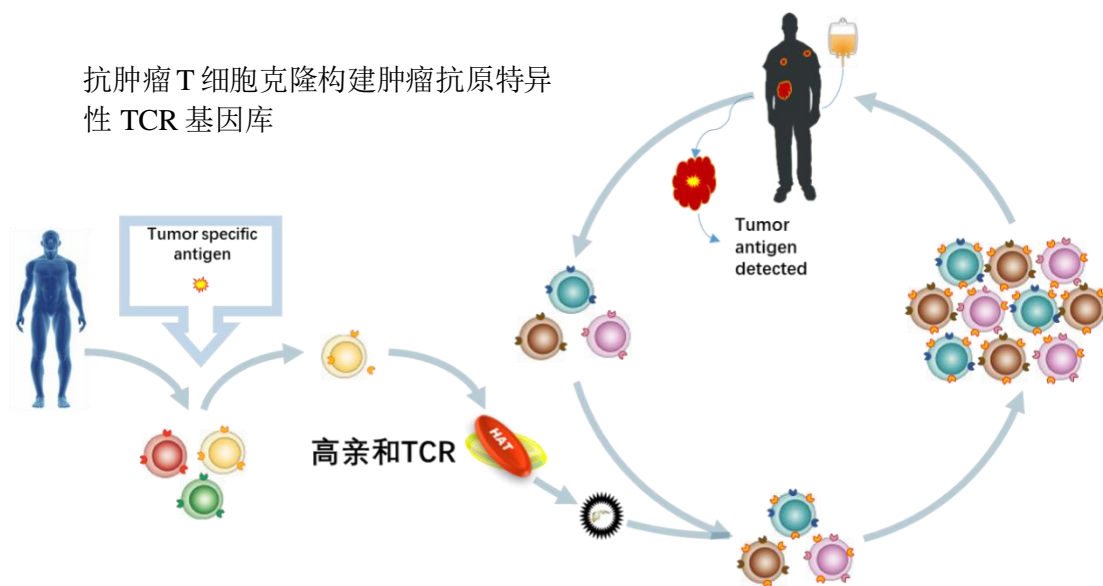 抗肿瘤 T 细胞克隆构建肿瘤抗原特异
性 TCR 基因库
Tumor specific
antigen
Tumor
antigen
detected
高亲和TCR
HAT